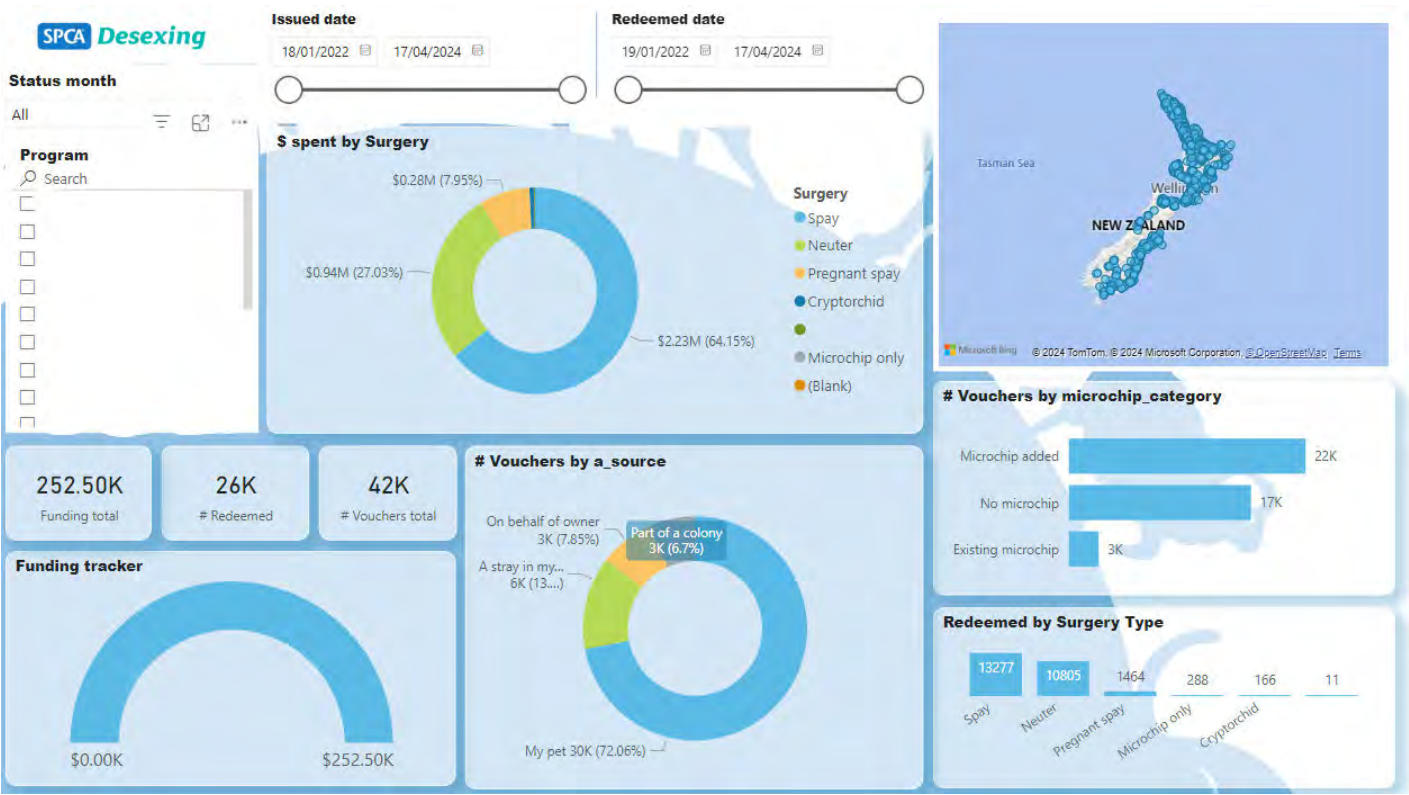 SPCA Desexing
Issued date
18/01/2022 17/04/2024
Redeemed date
19/01/2022 17/04/2024
Status month
All
Program
Search
$ spent by Surgery
$0.28M (7.95%)
$0.94M (27.03%)
$2.23M (64.15%)
Surgery
Spay
Neuter
Pregnant spay
Cryptorchid
Microchip only
(Blank)
Tasman Sea
NEW ZEALAND
Microsoft Bing
© 2024 TomTom, © 2024 Microsoft Corporation, © OpenStreetMap Terms
252.50K
Funding total
26K
# Redeemed
42K
# Vouchers total
Funding tracker
$0.00K
$252.50K
# Vouchers by a_source
On behalf of owner
3K (7.85%)
Part of a colony
3K (6.7%)
A stray in my...
6K (13....)
My pet 30K (72.06%)
# Vouchers by microchip_category
Microchip added 22K
No microchip 17K
Existing microchip 3K
Redeemed by Surgery Type
13277 10805 1464 288 166 11
Spay Neuter Pregnant spay Microchip only Cryptorchid